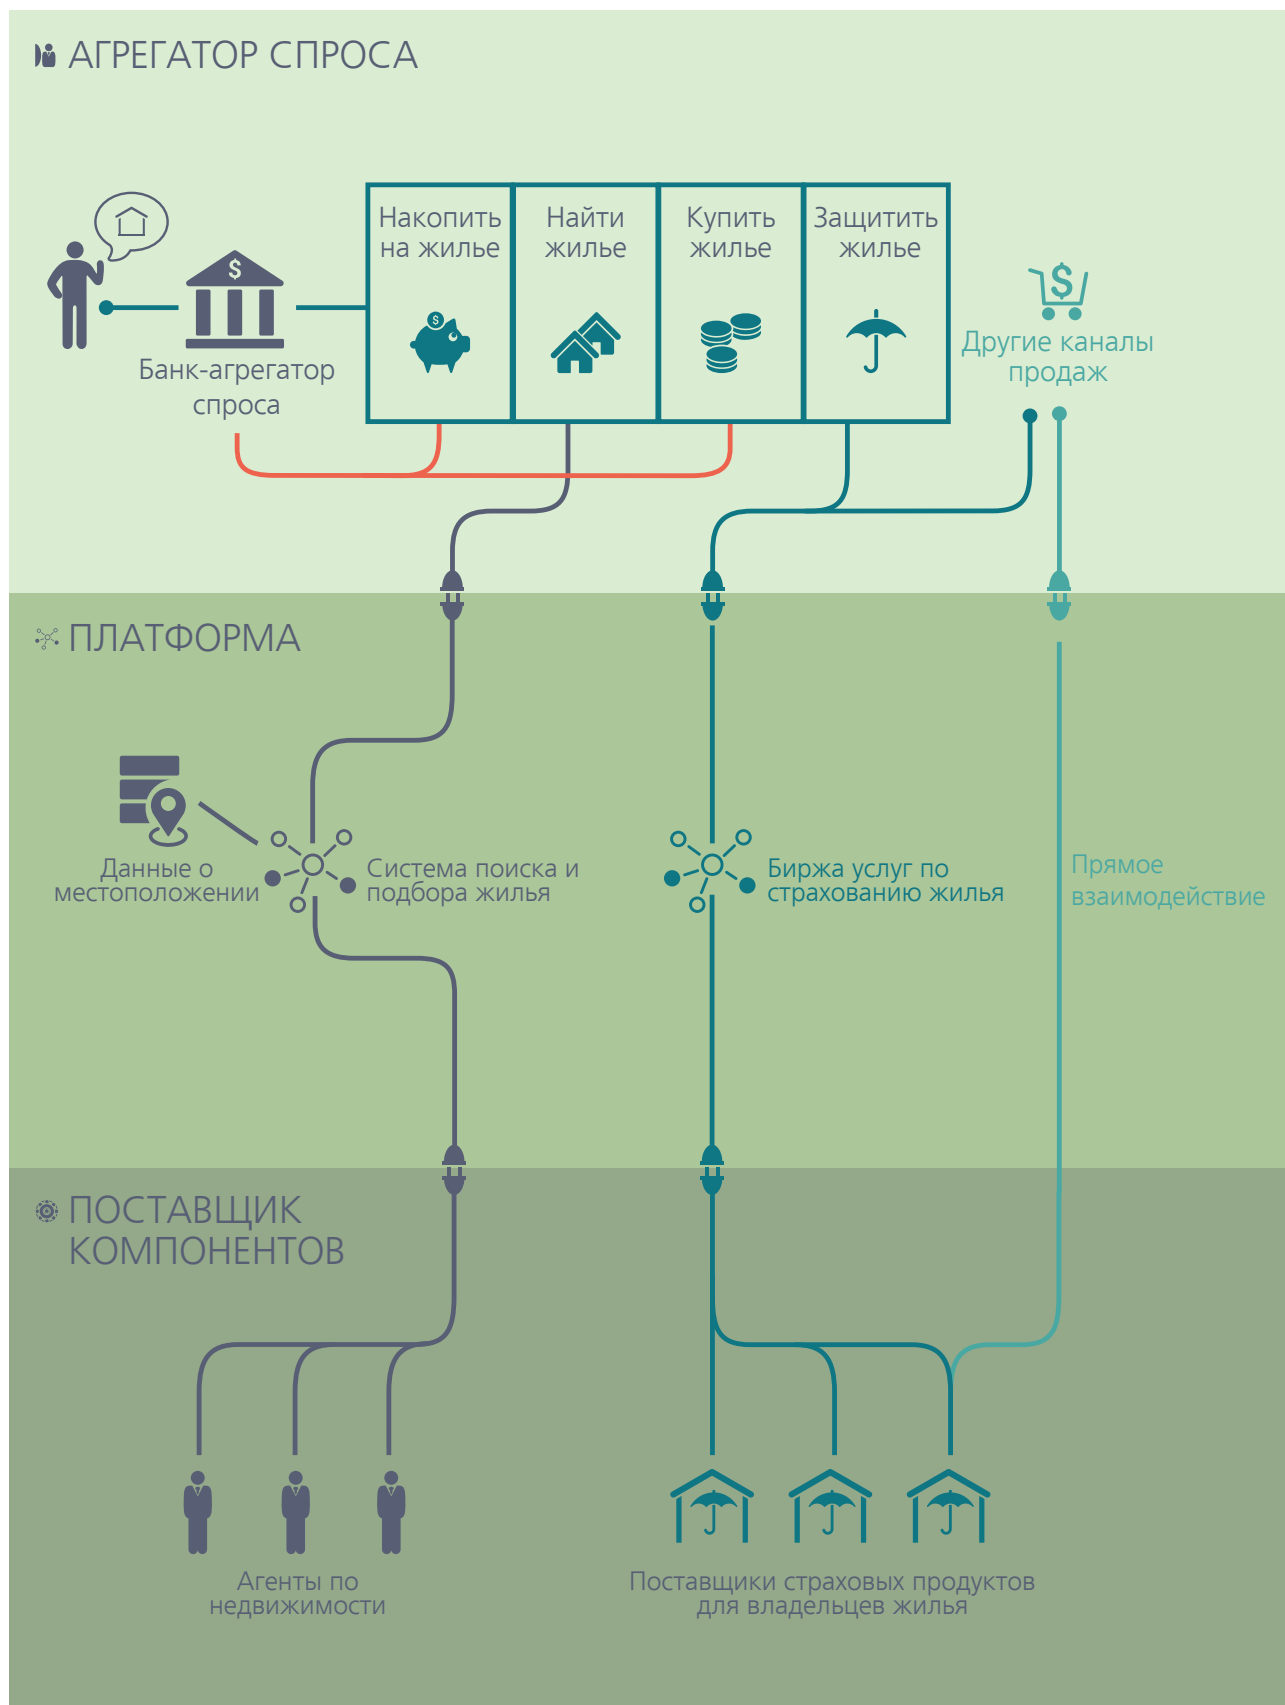 АГРЕГАТОР СПРОСА
Накопить
на жилье
Найти
жилье
Купить
жилье
Защитить
жилье
$
$
$
Банк-агрегатор
спроса
Другие каналы
продаж
ПЛАТФОРМА
Данные о
местоположении
Система поиска и
подбора жилья
Биржа услуг по
страхованию жилья
Прямое
взаимодействие
ПОСТАВЩИК
КОМПОНЕНТОВ
Агенты по
недвижимости
Поставщики страховых продуктов
для владельцев жилья